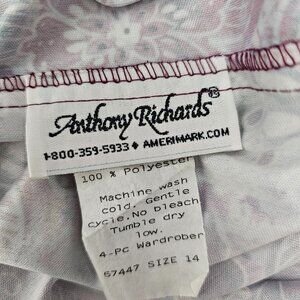 Anthony Richards®
1-800-359-5933 ♦ AMERIMARK.COM
100 % Polyester
Machine wash
cold. Gentle
cycle.No bleach
Tumble dry
low.
4-pc Wardrober
57447 SIZE 14